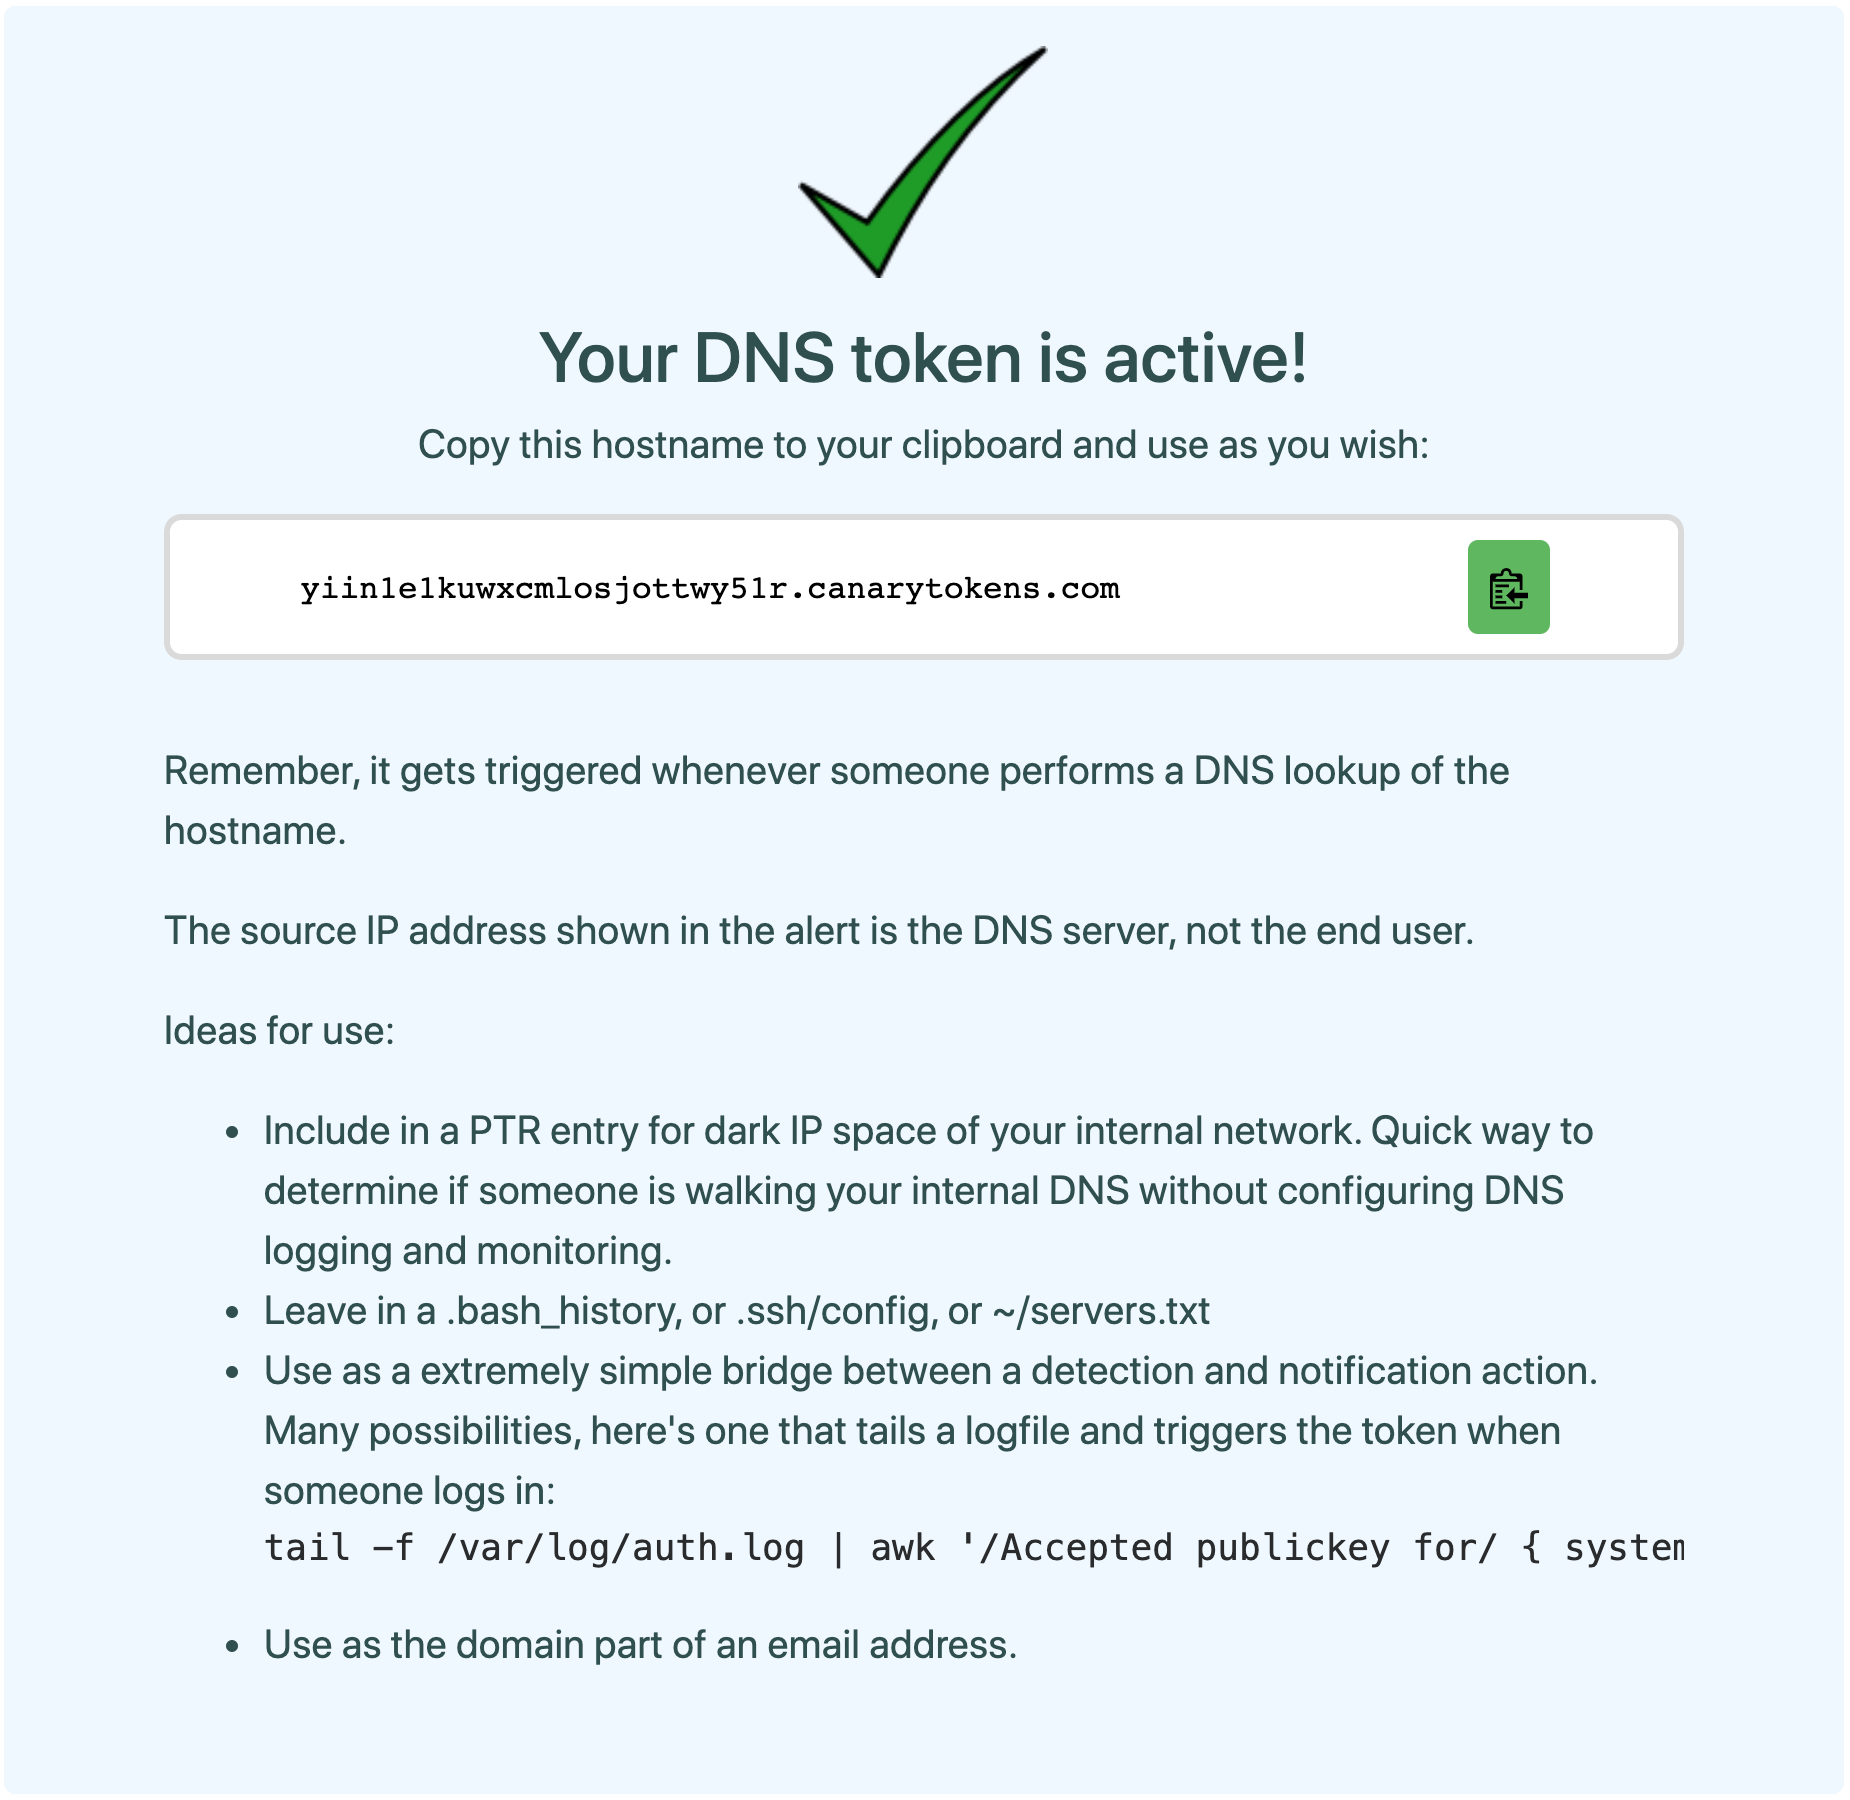 Your DNS token is active!
Copy this hostname to your clipboard and use as you wish:
yiin1e1kuwxcmlosjottwy51r.canarytokens.com
Remember, it gets triggered whenever someone performs a DNS lookup of the
hostname.
The source IP address shown in the alert is the DNS server, not the end user.
Ideas for use:
• Include in a PTR entry for dark IP space of your internal network. Quick way to
determine if someone is walking your internal DNS without configuring DNS
logging and monitoring.
• Leave in a .bash_history, or .ssh/config, or ~/servers.txt
• Use as a extremely simple bridge between a detection and notification action.
Many possibilities, here's one that tails a logfile and triggers the token when
someone logs in:
tail -f /var/log/auth.log | awk '/Accepted publickey for/ { system
• Use as the domain part of an email address.